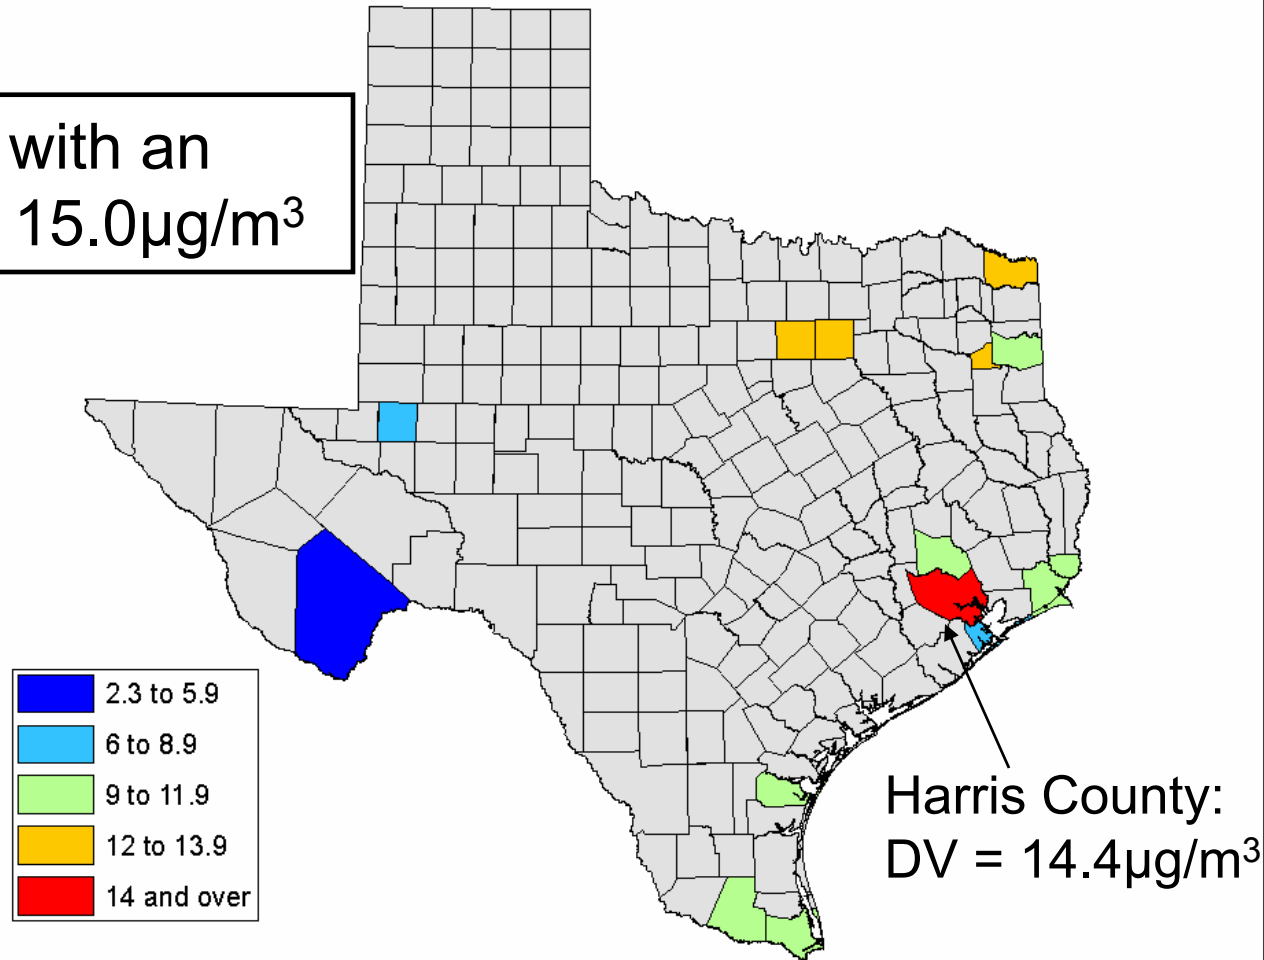 with an
15.0µg/m³
2.3 to 5.9
6 to 8.9
9 to 11.9
12 to 13.9
14 and over
Harris County:
DV = 14.4µg/m³